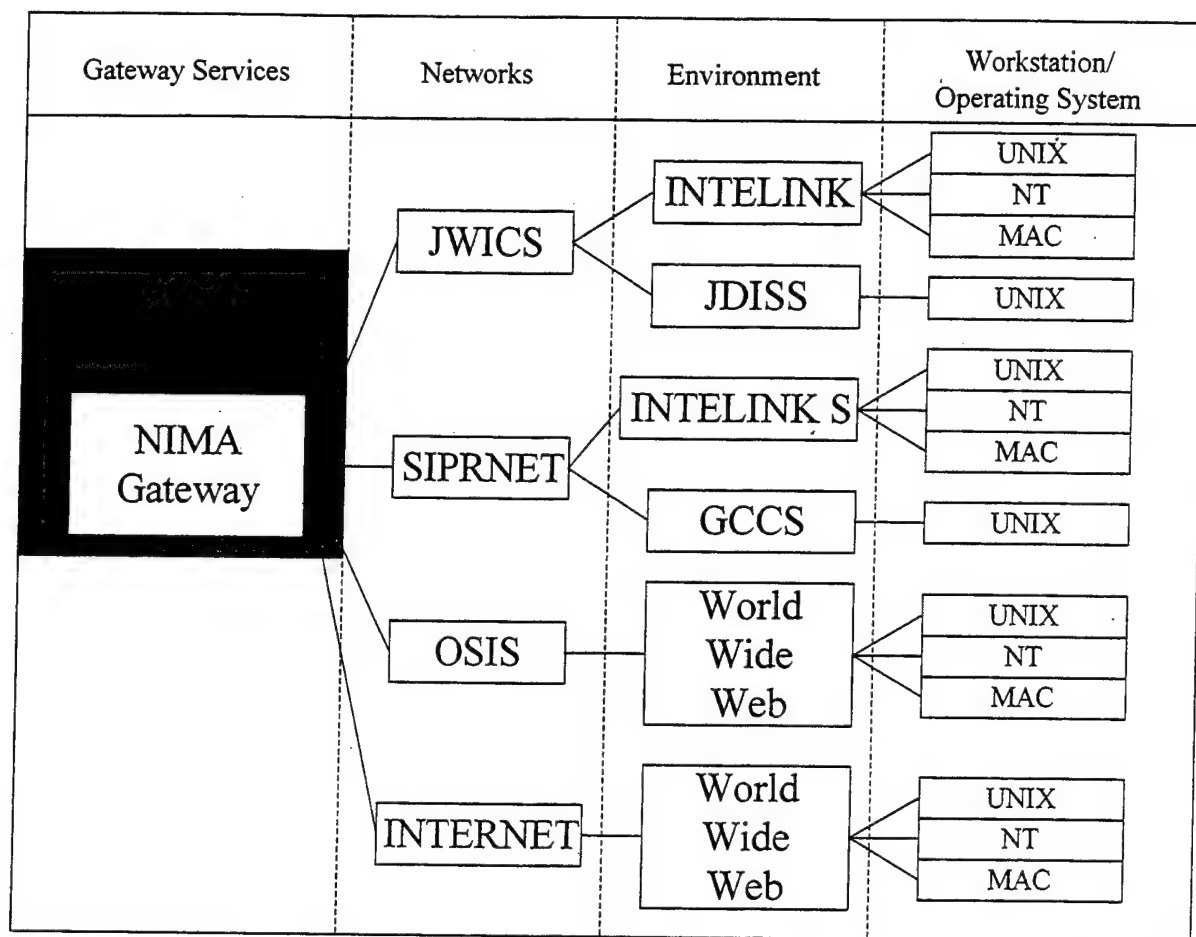 Gateway Services
Networks
Environment
Workstation/
Operating System
NIMA
Gateway
JWICS
SIPRNET
OSIS
INTERNET
INTELINK
JDISS
INTELINK S
GCCS
World
Wide
Web
World
Wide
Web
UNIX
NT
MAC
UNIX
UNIX
NT
MAC
UNIX
UNIX
NT
MAC
UNIX
NT
MAC